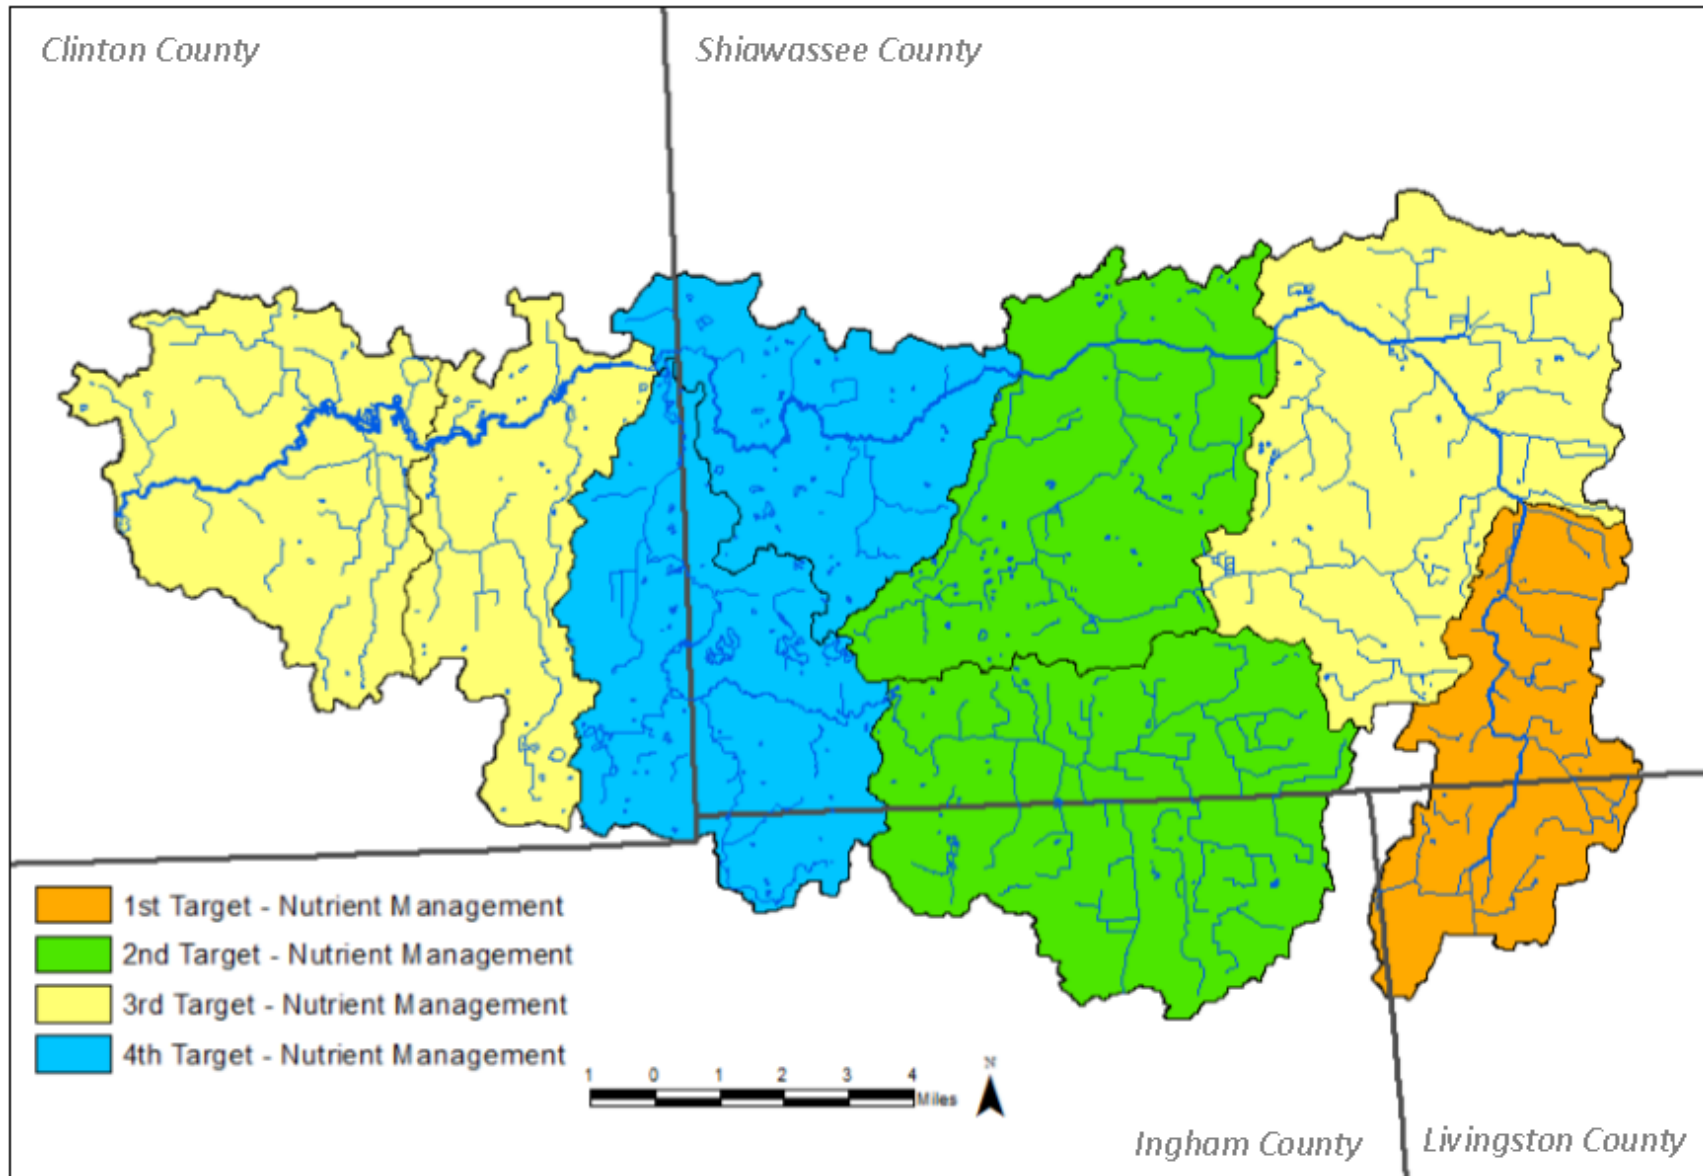 Clinton County
Shiawassee County
1st Target - Nutrient Management
2nd Target - Nutrient Management
3rd Target - Nutrient Management
4th Target - Nutrient Management
1 0 1 2 3 4
Miles
N
Ingham County
Livingston County